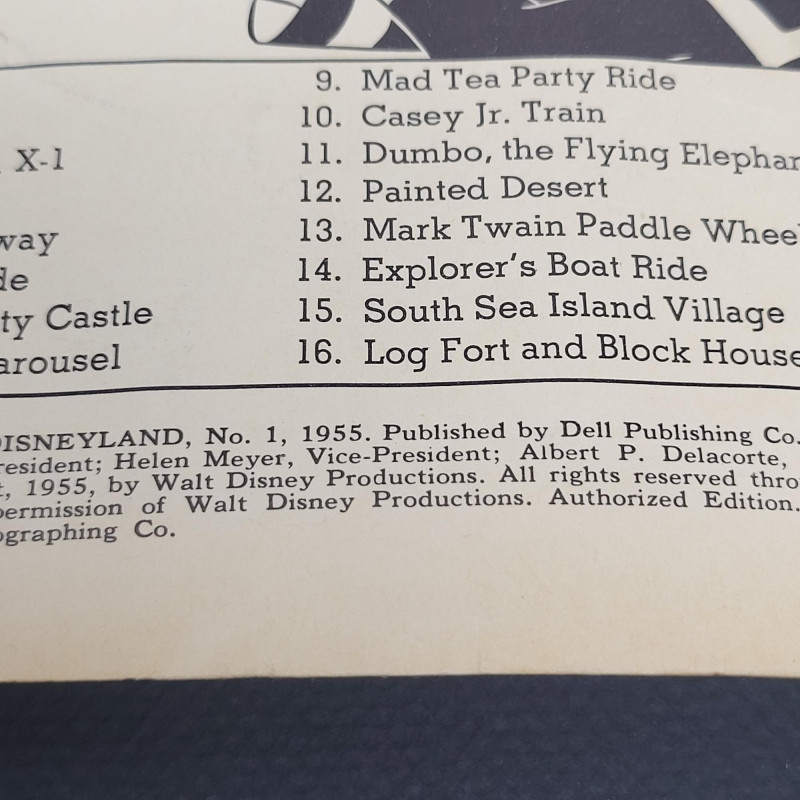 X-1
way
de
ty Castle
arousel
9. Mad Tea Party Ride
10. Casey Jr. Train
11. Dumbo, the Flying Elephan
12. Painted Desert
13. Mark Twain Paddle Whee
14. Explorer's Boat Ride
15. South Sea Island Village
16. Log Fort and Block House
DISNEYLAND, No. 1, 1955. Published by Dell Publishing Co.
resident; Helen Meyer, Vice-President; Albert P. Delacorte,
t, 1955, by Walt Disney Productions. All rights reserved thro
permission of Walt Disney Productions. Authorized Edition.
ographing Co.